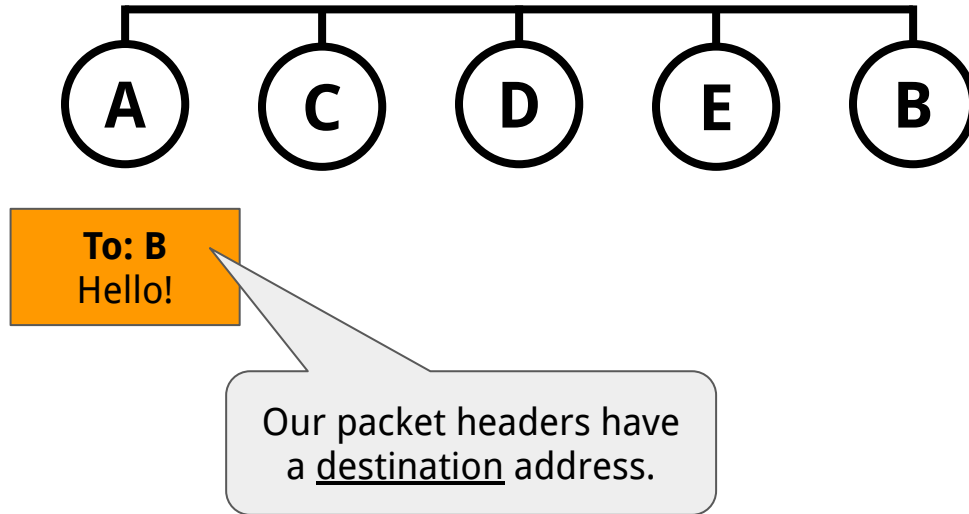 A C D E B
To: B
Hello!
Our packet headers have
a destination address.